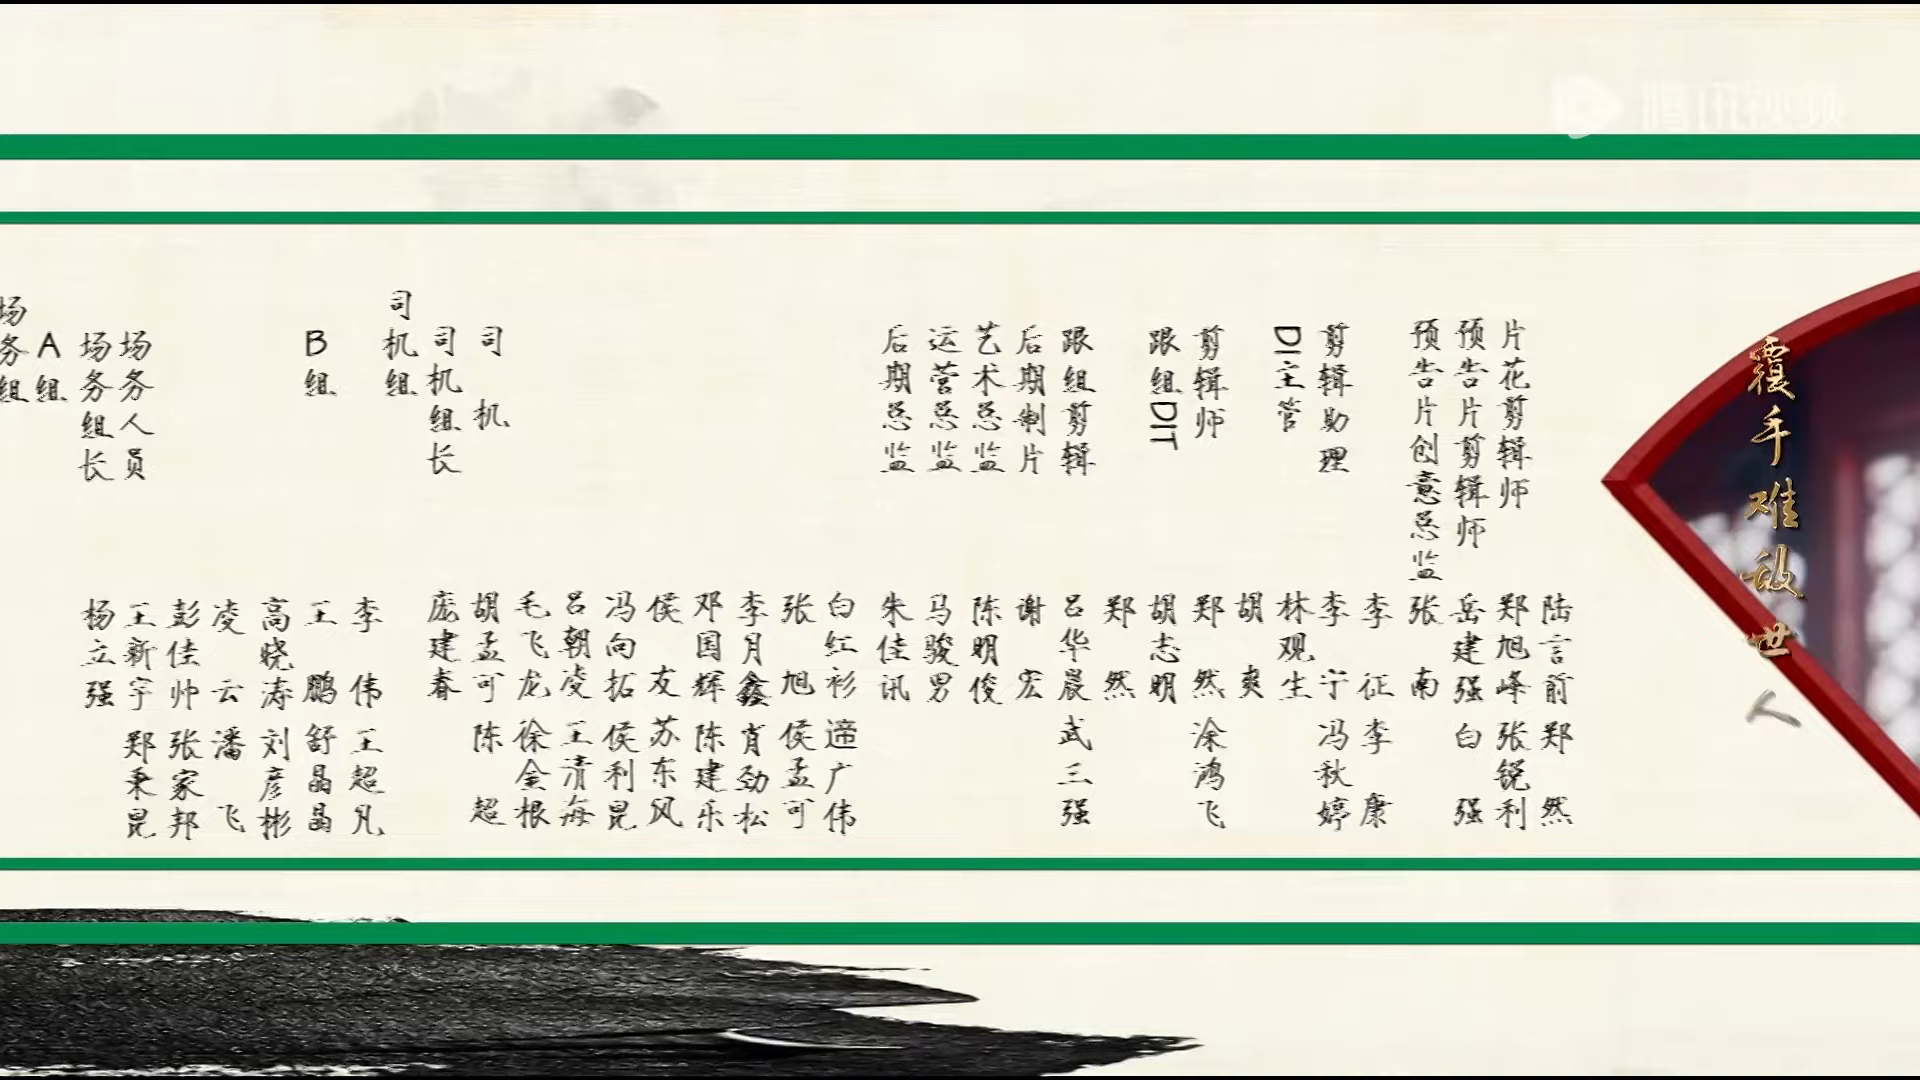 腾讯视频
场务组
A组
场务组长 杨立强
场务人员 王新宇 郑秉昆
彭佳帅 张家邦
凌云 潘飞
高晓涛 刘彦彬
B组
王鹏 舒晶晶
李伟 王超凡
司机组
司机组长 庞建春
司机 胡孟可 陈超
毛飞龙 徐金根
吕朝凌 王清海
冯向拓 侯利昆
侯友 苏东风
邓国辉 陈建乐
李月鑫 肖劲松
张旭 侯孟可
白红衫 遆广伟
后期总监 朱佳讯
运营总监 马骏男
艺术总监 陈明俊
后期制片 谢宏
跟组剪辑 吕华晨 武三强
郑然
跟组DIT 胡志明
剪辑师 郑然 涂鸿飞
胡爽
DI主管 林观生
剪辑助理 李宁 冯秋婷
李征 李康
预告片创意总监 张南
预告片剪辑师 岳建强 白强
片花剪辑师 郑旭峰 张锐利
陆言前 郑然
覆手难敌世人